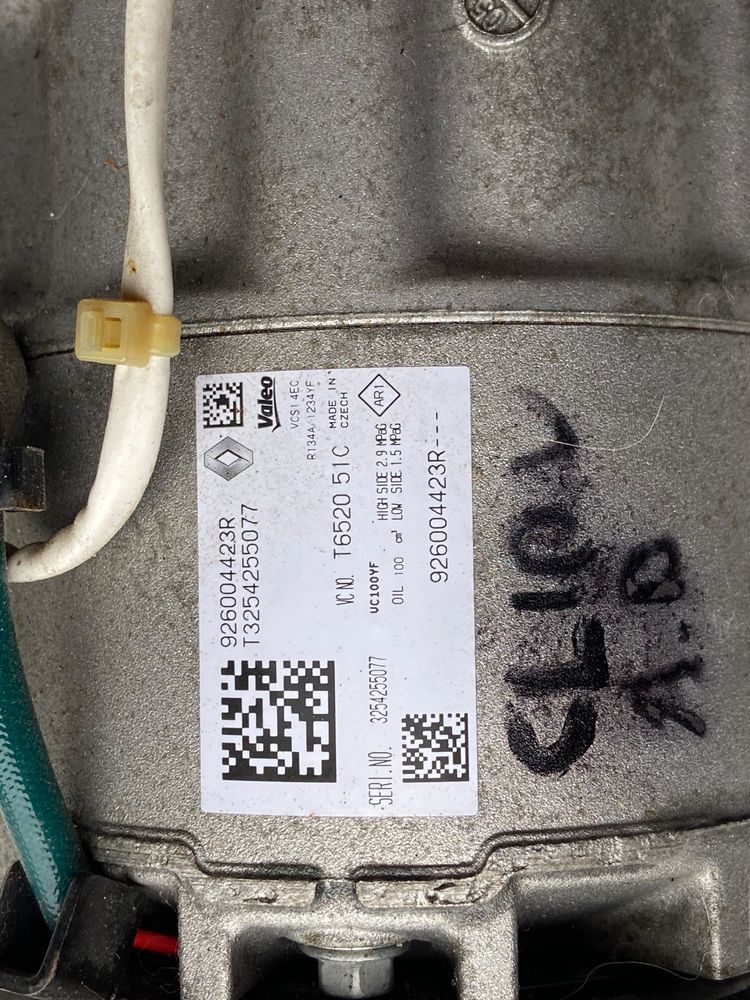 Valeo
VCS14EC
R134A/1234YF
MADE IN
CZECH
AR1
926004423R
T3254255077
VC NO. T6520 51C
UC100YF
HIGH SIDE 2.9 MPaG
OIL 100 cm³ LOW SIDE 1.5 MPaG
SERI.NO. 3254255077
926004423R---